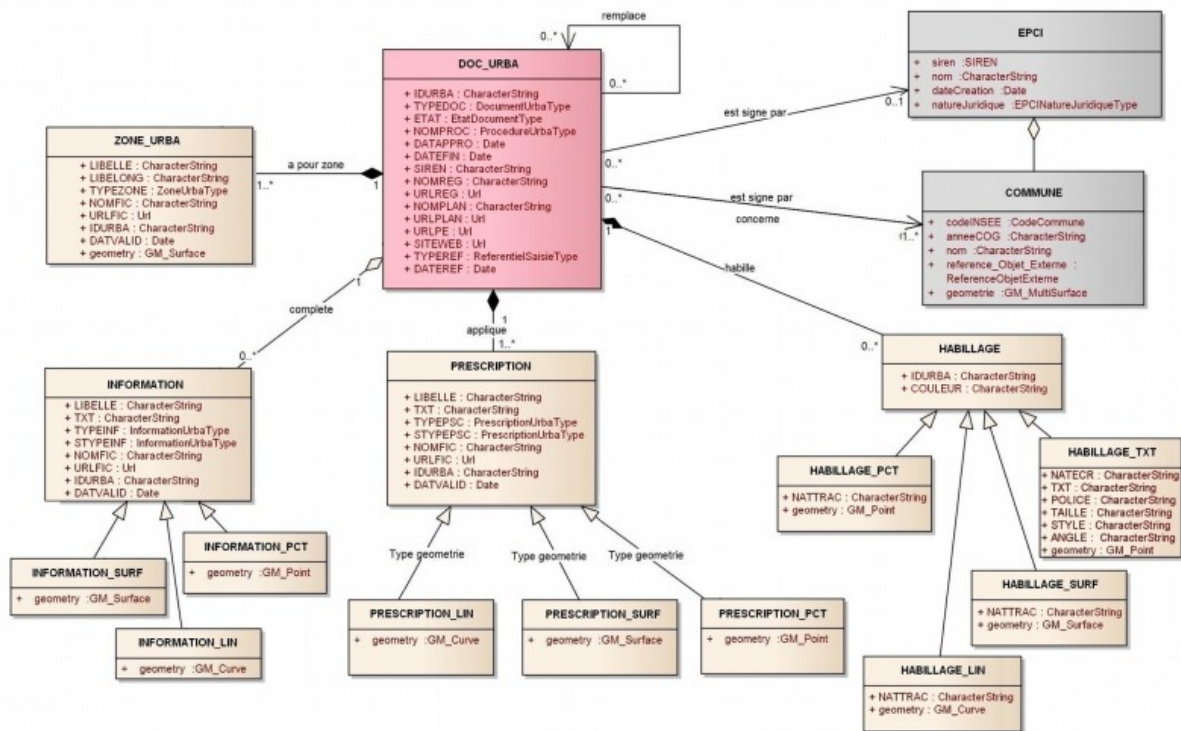 remplace
0..*
0..*
DOC_URBA
+ IDURBA : CharacterString
+ TYPEDOC : DocumentUrbaType
+ ETAT : EtatDocumentType
+ NOMPROC : ProcedureUrbaType
+ DATAPPRO : Date
+ DATEFIN : Date
+ SIREN : CharacterString
+ NOMREG : CharacterString
+ URLREG : Url
+ NOMPLAN : CharacterString
+ URLPLAN : Url
+ URLPE : Url
+ SITEWEB : Url
+ TYPEREF : ReferentielSaisieType
+ DATEREF : Date
EPCI
+ siren :SIREN
+ nom :CharacterString
+ dateCreation :Date
+ natureJuridique :EPCINatureJuridiqueType
est signe par
0..1
0..*
ZONE_URBA
+ LIBELLE : CharacterString
+ LIBELONG : CharacterString
+ TYPEZONE : ZoneUrbaType
+ NOMFIC : CharacterString
+ URLFIC : Url
+ IDURBA : CharacterString
+ DATVALID : Date
+ geometry : GM_Surface
a pour zone
1..*
1
COMMUNE
+ codeINSEE :CodeCommune
+ anneeCOG :CharacterString
+ nom :CharacterString
+ reference_Objet_Externe :
ReferenceObjetExterne
+ geometrie :GM_MultiSurface
0..*
est signe par
concerne
1..*
1
habille
0..*
1
complete
0..*
1
applique
1..*
INFORMATION
+ LIBELLE : CharacterString
+ TXT : CharacterString
+ TYPEINF : InformationUrbaType
+ STYPEINF : InformationUrbaType
+ NOMFIC : CharacterString
+ URLFIC : Url
+ IDURBA : CharacterString
+ DATVALID : Date
PRESCRIPTION
+ LIBELLE : CharacterString
+ TXT : CharacterString
+ TYPEPSC : PrescriptionUrbaType
+ STYPEPSC : PrescriptionUrbaType
+ NOMFIC : CharacterString
+ URLFIC : Url
+ IDURBA : CharacterString
+ DATVALID : Date
HABILLAGE
+ IDURBA : CharacterString
+ COULEUR : CharacterString
HABILLAGE_PCT
+ NATTRAC : CharacterString
+ geometry : GM_Point
HABILLAGE_TXT
+ NATECR : CharacterString
+ TXT : CharacterString
+ POLICE : CharacterString
+ TAILLE : CharacterString
+ STYLE : CharacterString
+ ANGLE : CharacterString
+ geometry : GM_Point
INFORMATION_PCT
+ geometry :GM_Point
INFORMATION_SURF
+ geometry :GM_Surface
INFORMATION_LIN
+ geometry :GM_Curve
Type geometrie
Type geometrie
Type geometrie
PRESCRIPTION_LIN
+ geometry :GM_Curve
PRESCRIPTION_SURF
+ geometry :GM_Surface
PRESCRIPTION_PCT
+ geometry :GM_Point
HABILLAGE_SURF
+ NATTRAC : CharacterString
+ geometry : GM_Surface
HABILLAGE_LIN
+ NATTRAC : CharacterString
+ geometry : GM_Curve